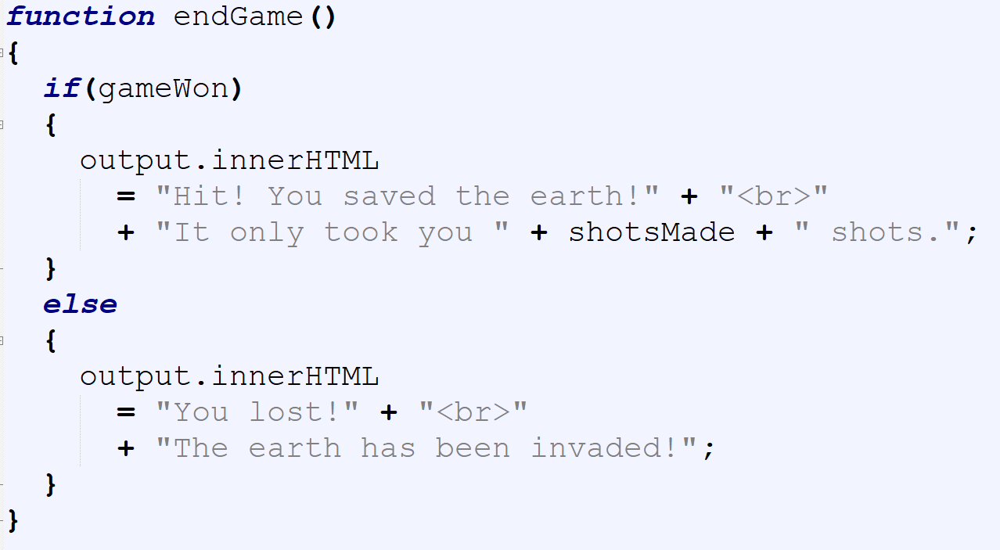 function endGame()
{
  if(gameWon)
  {
    output.innerHTML
      = "Hit! You saved the earth!" + "<br>"
      + "It only took you " + shotsMade + " shots.";
  }
  else
  {
    output.innerHTML
      = "You lost!" + "<br>"
      + "The earth has been invaded!";
  }
}